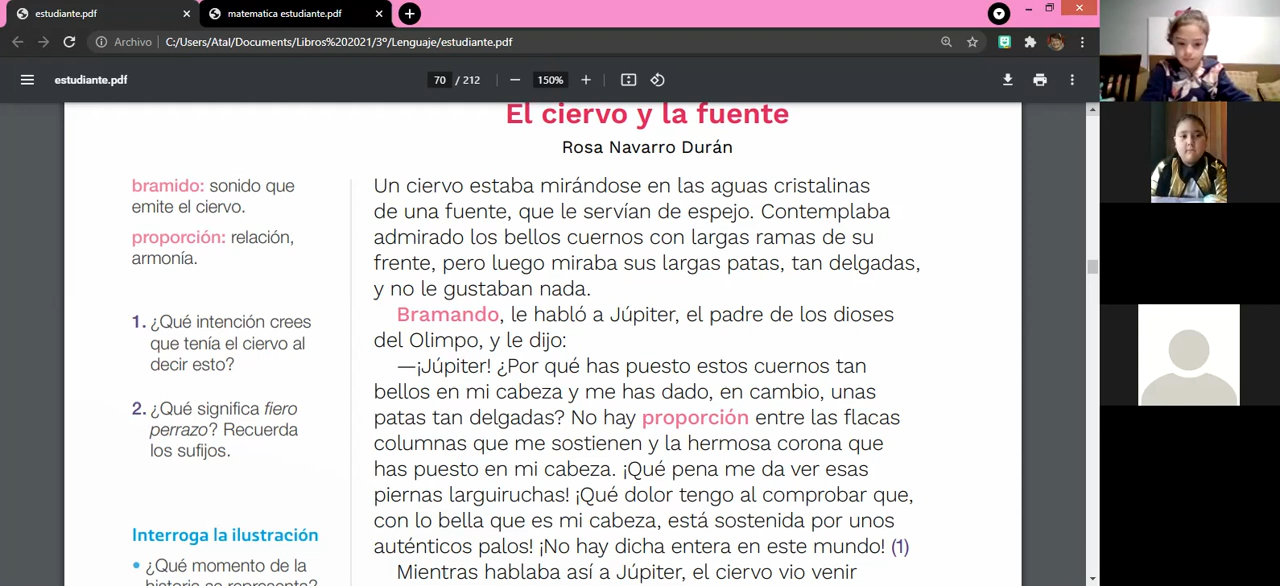 estudiante.pdf
matematica estudiante.pdf
Archivo
C:/Users/Atal/Documents/Libros%202021/3º/Lenguaje/estudiante.pdf
estudiante.pdf
70 / 212
150%
El ciervo y la fuente
Rosa Navarro Durán
bramido: sonido que
emite el ciervo.
proporción: relación,
armonía.
1. ¿Qué intención crees
que tenía el ciervo al
decir esto?
2. ¿Qué significa fiero
perrazo? Recuerda
los sufijos.
Interroga la ilustración
• ¿Qué momento de la
historia se representa?
Un ciervo estaba mirándose en las aguas cristalinas
de una fuente, que le servían de espejo. Contemplaba
admirado los bellos cuernos con largas ramas de su
frente, pero luego miraba sus largas patas, tan delgadas,
y no le gustaban nada.
Bramando, le habló a Júpiter, el padre de los dioses
del Olimpo, y le dijo:
—¡Júpiter! ¿Por qué has puesto estos cuernos tan
bellos en mi cabeza y me has dado, en cambio, unas
patas tan delgadas? No hay proporción entre las flacas
columnas que me sostienen y la hermosa corona que
has puesto en mi cabeza. ¡Qué pena me da ver esas
piernas larguiruchas! ¡Qué dolor tengo al comprobar que,
con lo bella que es mi cabeza, está sostenida por unos
auténticos palos! ¡No hay dicha entera en este mundo! (1)
Mientras hablaba así a Júpiter, el ciervo vio venir